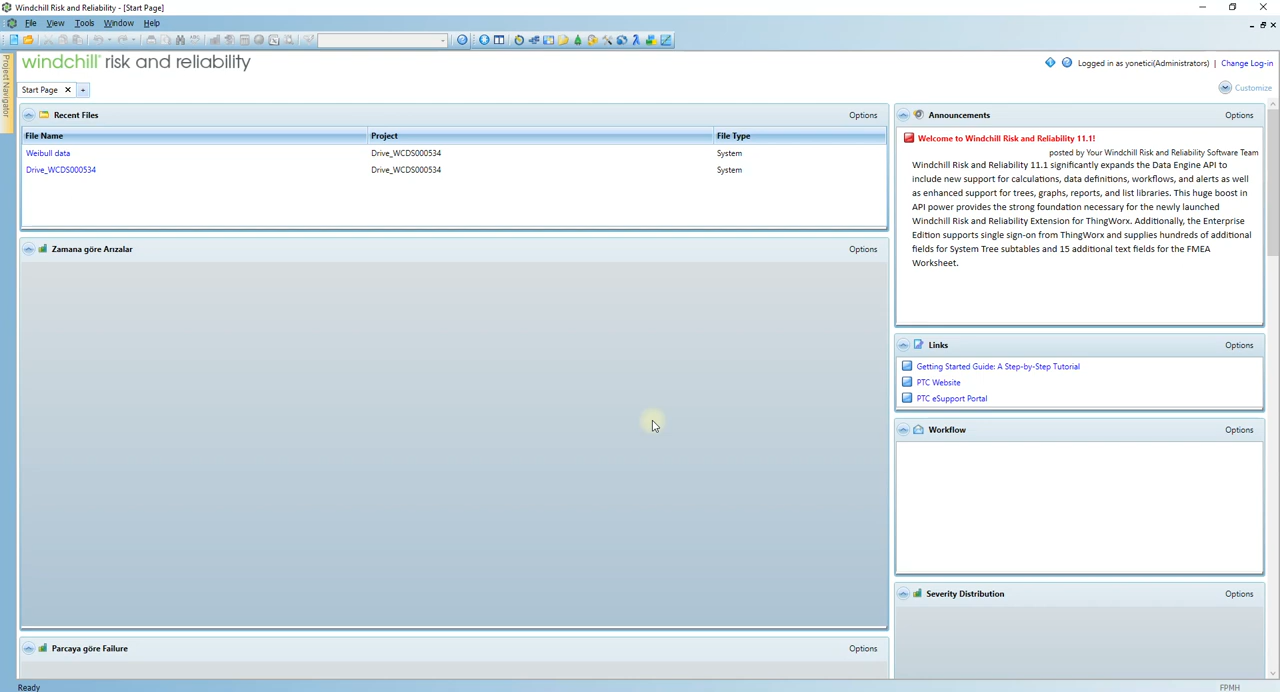 Windchill Risk and Reliability - [Start Page]
File View Tools Window Help
Project Navigator
windchill risk and reliability
Logged in as yonetici(Administrators) | Change Log-in
Start Page
Customize
Recent Files Options
File Name Project File Type
Weibull data Drive_WCDS000534 System
Drive_WCDS000534 Drive_WCDS000534 System
Zamana göre Arızalar Options
Parcaya göre Failure Options
Announcements Options
Welcome to Windchill Risk and Reliability 11.1!
posted by Your Windchill Risk and Reliability Software Team
Windchill Risk and Reliability 11.1 significantly expands the Data Engine API to
include new support for calculations, data definitions, workflows, and alerts as well
as enhanced support for trees, graphs, reports, and list libraries. This huge boost in
API power provides the strong foundation necessary for the newly launched
Windchill Risk and Reliability Extension for ThingWorx. Additionally, the Enterprise
Edition supports single sign-on from ThingWorx and supplies hundreds of additional
fields for System Tree subtables and 15 additional text fields for the FMEA
Worksheet.
Links Options
Getting Started Guide: A Step-by-Step Tutorial
PTC Website
PTC eSupport Portal
Workflow Options
Severity Distribution Options
Ready FPMH